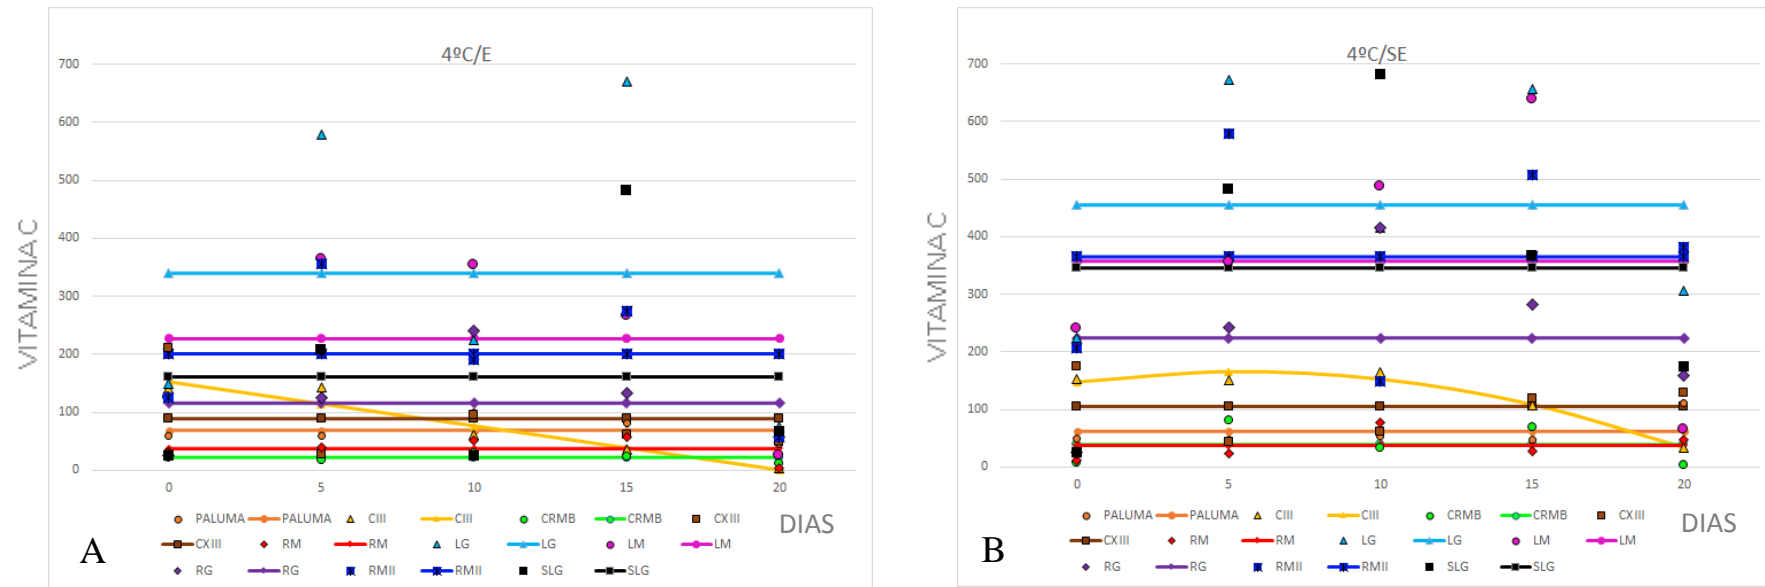 4ºC/E
700
600
500
400
300
200
100
0
0 5 10 15 20
VITAMINA C
DIAS
PALUMA PALUMA CIII CIII CRMB CRMB CXIII
CXIII RM RM LG LG LM LM
RG RG RMII RMII SLG SLG
A
4ºC/SE
700
600
500
400
300
200
100
0
0 5 10 15 20
VITAMINA C
DIAS
PALUMA PALUMA CIII CIII CRMB CRMB CXIII
CXIII RM RM LG LG LM LM
RG RG RMII RMII SLG SLG
B